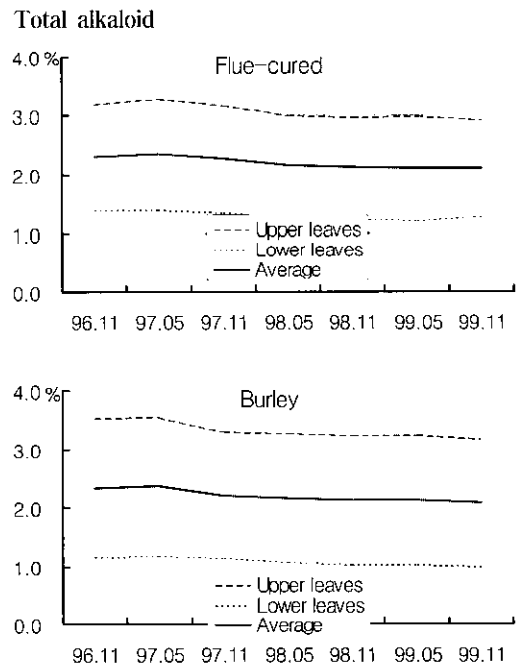 Total alkaloid
4.0 %
Flue-cured
3.0
2.0
1.0
Upper leaves
Lower leaves
Average
0.0
96.11 97.05 97.11 98.05 98.11 99.05 99.11
4.0 %
Burley
3.0
2.0
1.0
Upper leaves
Lower leaves
Average
0.0
96.11 97.05 97.11 98.05 98.11 99.05 99.11